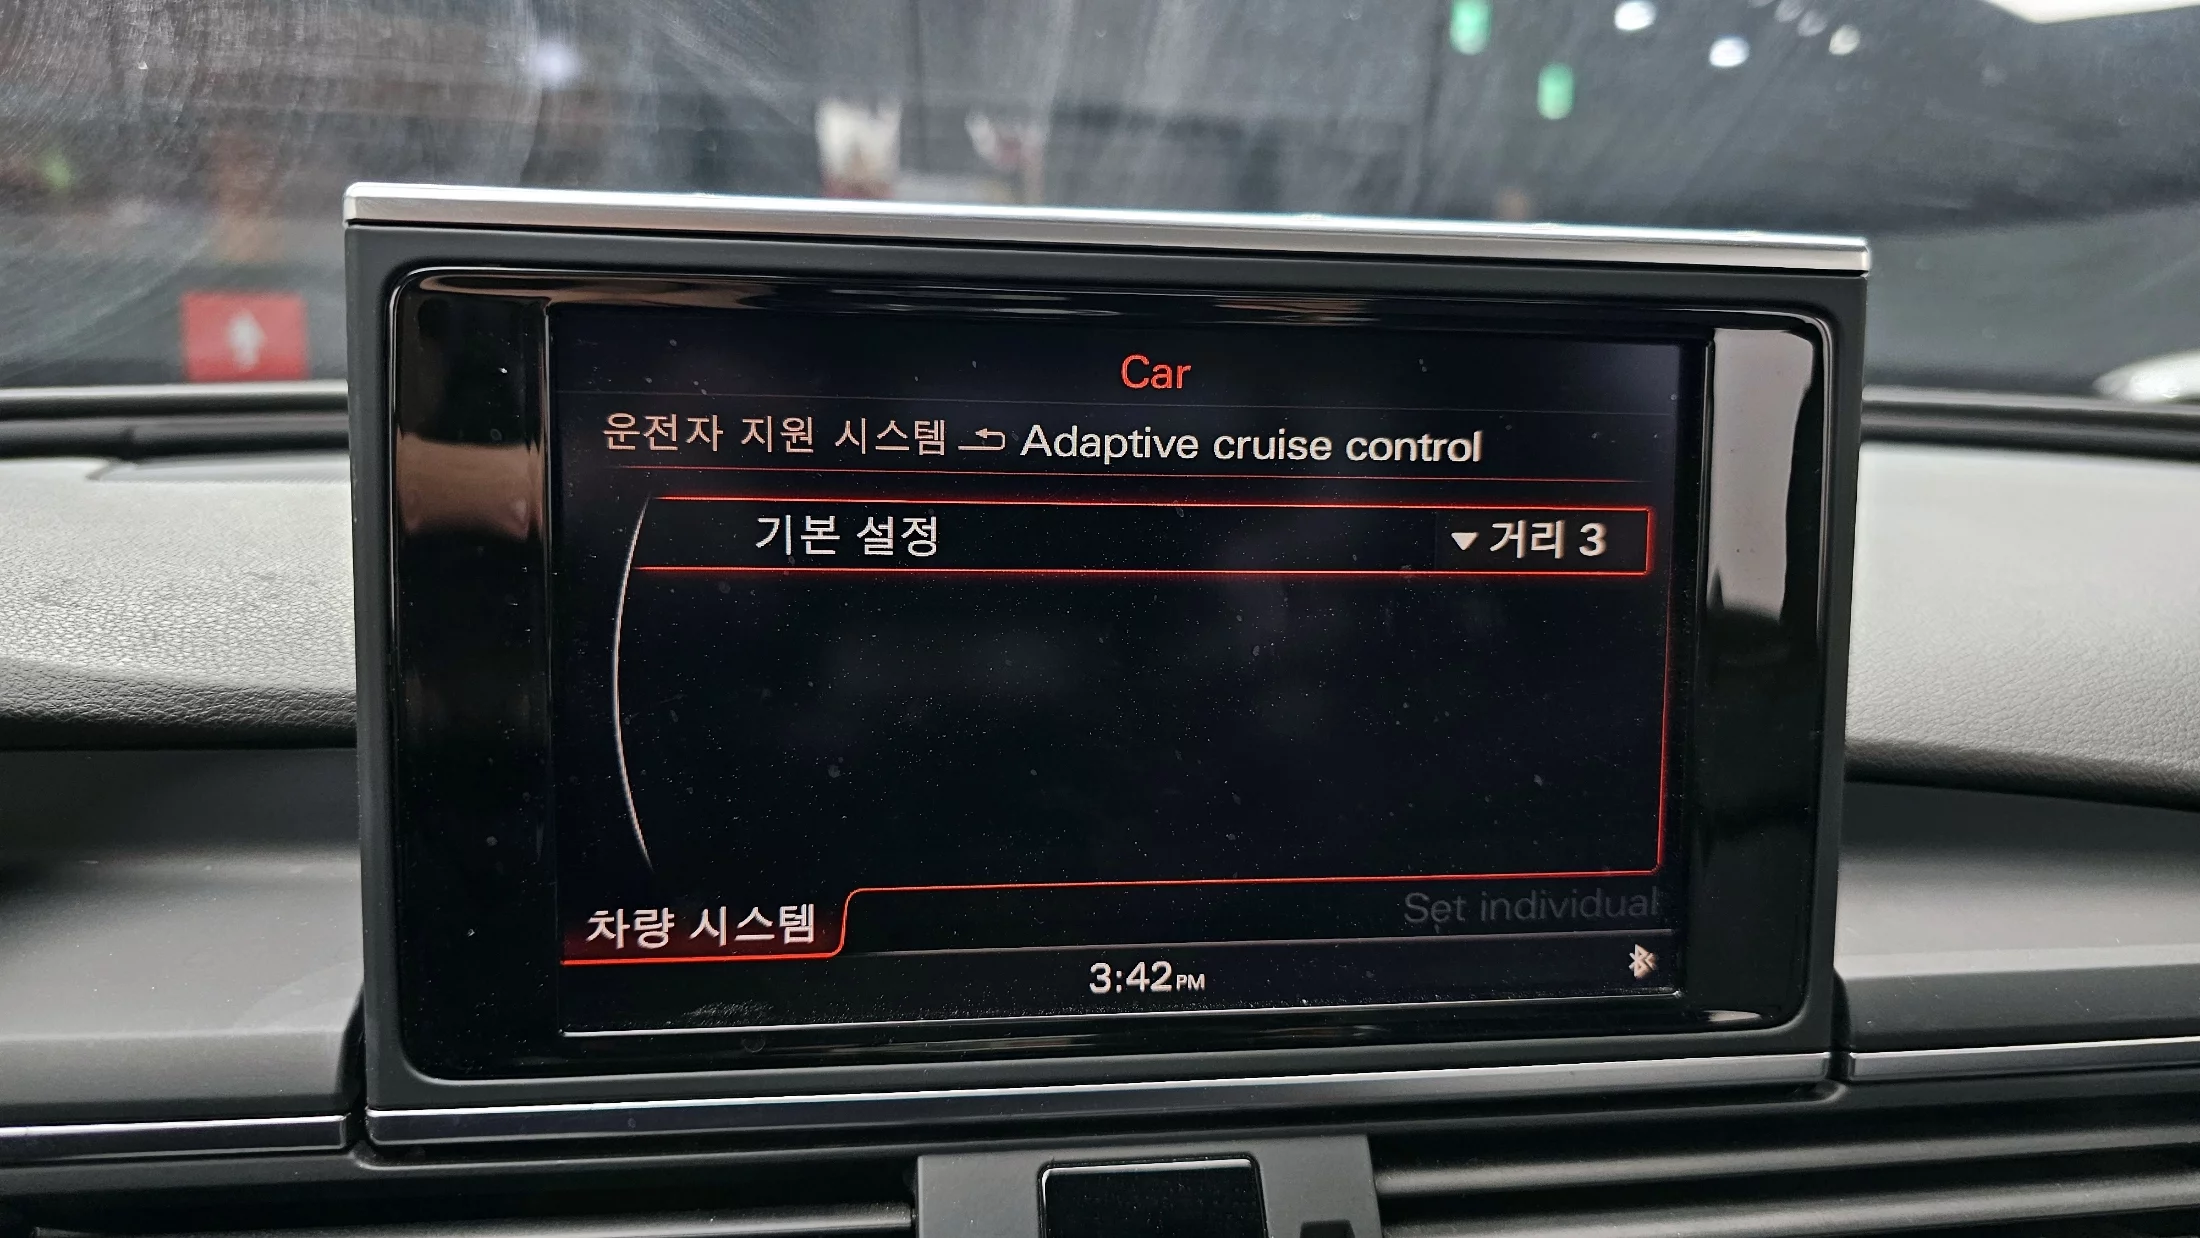 Car
운전자 지원 시스템 Adaptive cruise control
기본 설정 거리 3
차량 시스템 Set individual
3:42PM